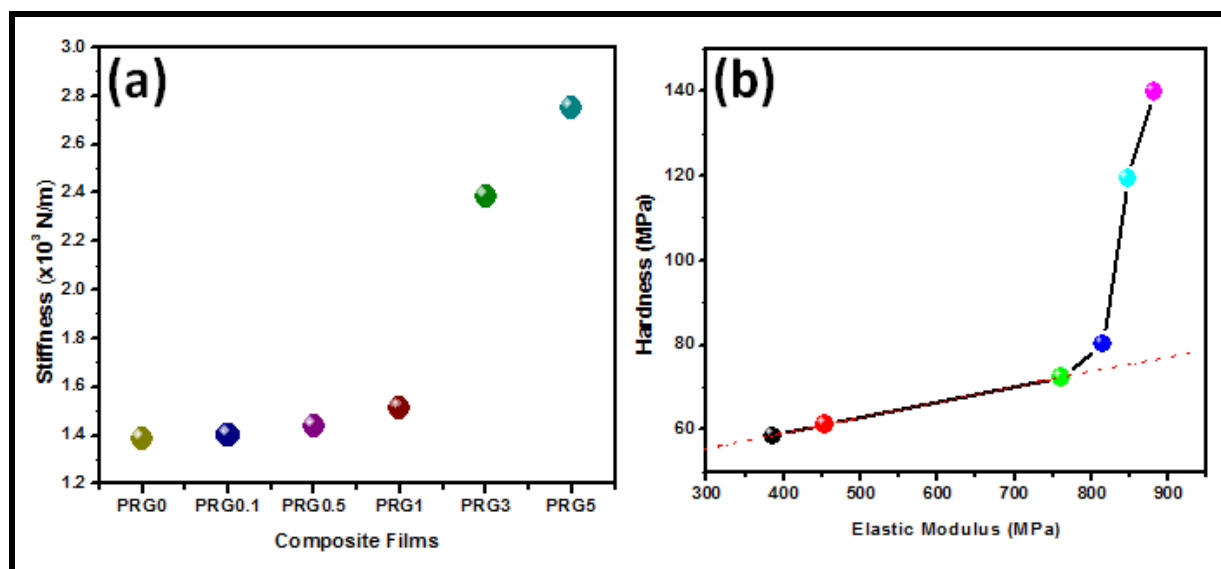 (a)
3.0
2.8
2.6
2.4
2.2
2.0
1.8
1.6
1.4
1.2
Stiffness (x10³ N/m)
PRG0 PRG0.1 PRG0.5 PRG1 PRG3 PRG5
Composite Films
(b)
140
120
100
80
60
Hardness (MPa)
300 400 500 600 700 800 900
Elastic Modulus (MPa)